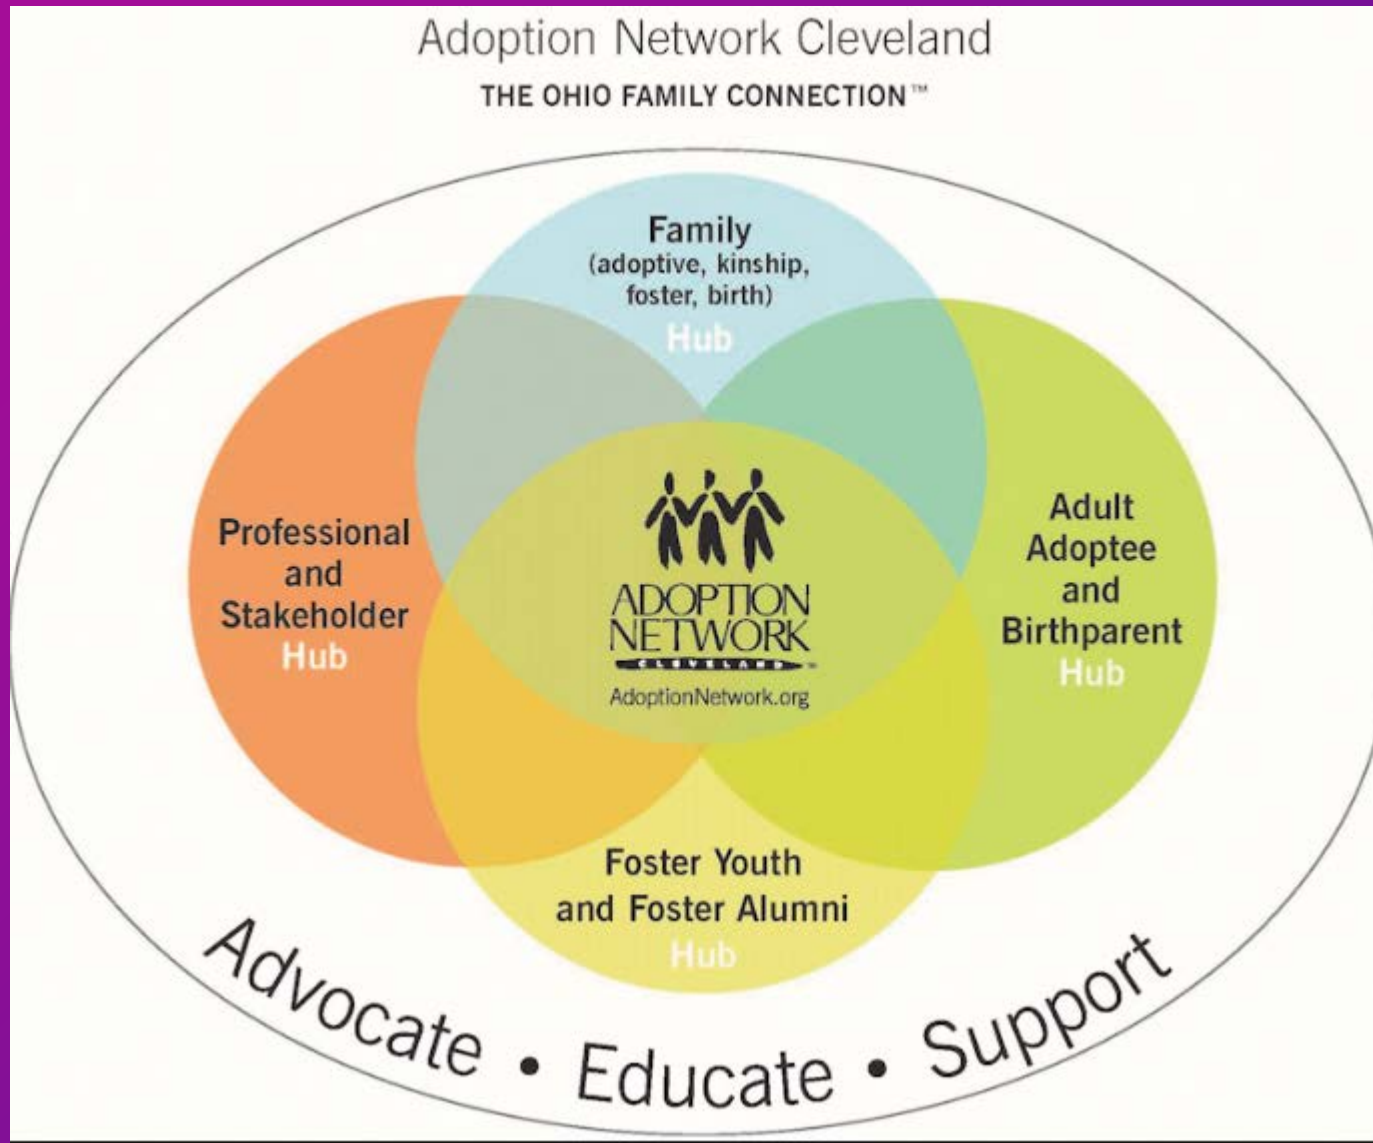 Adoption Network Cleveland
THE OHIO FAMILY CONNECTION™
Family
(adoptive, kinship,
foster, birth)
Hub
Professional
and
Stakeholder
Hub
ADOPTION
NETWORK
CLEVELAND™
AdoptionNetwork.org
Adult
Adoptee
and
Birthparent
Hub
Foster Youth
and Foster Alumni
Hub
Advocate • Educate • Support